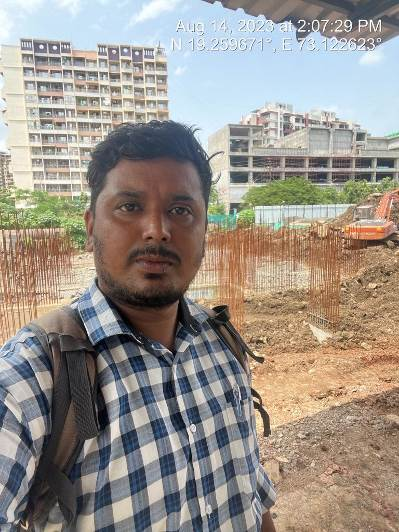 Aug 14, 2023 at 2:07:29 PM
N 19.259671°, E 73.122623°